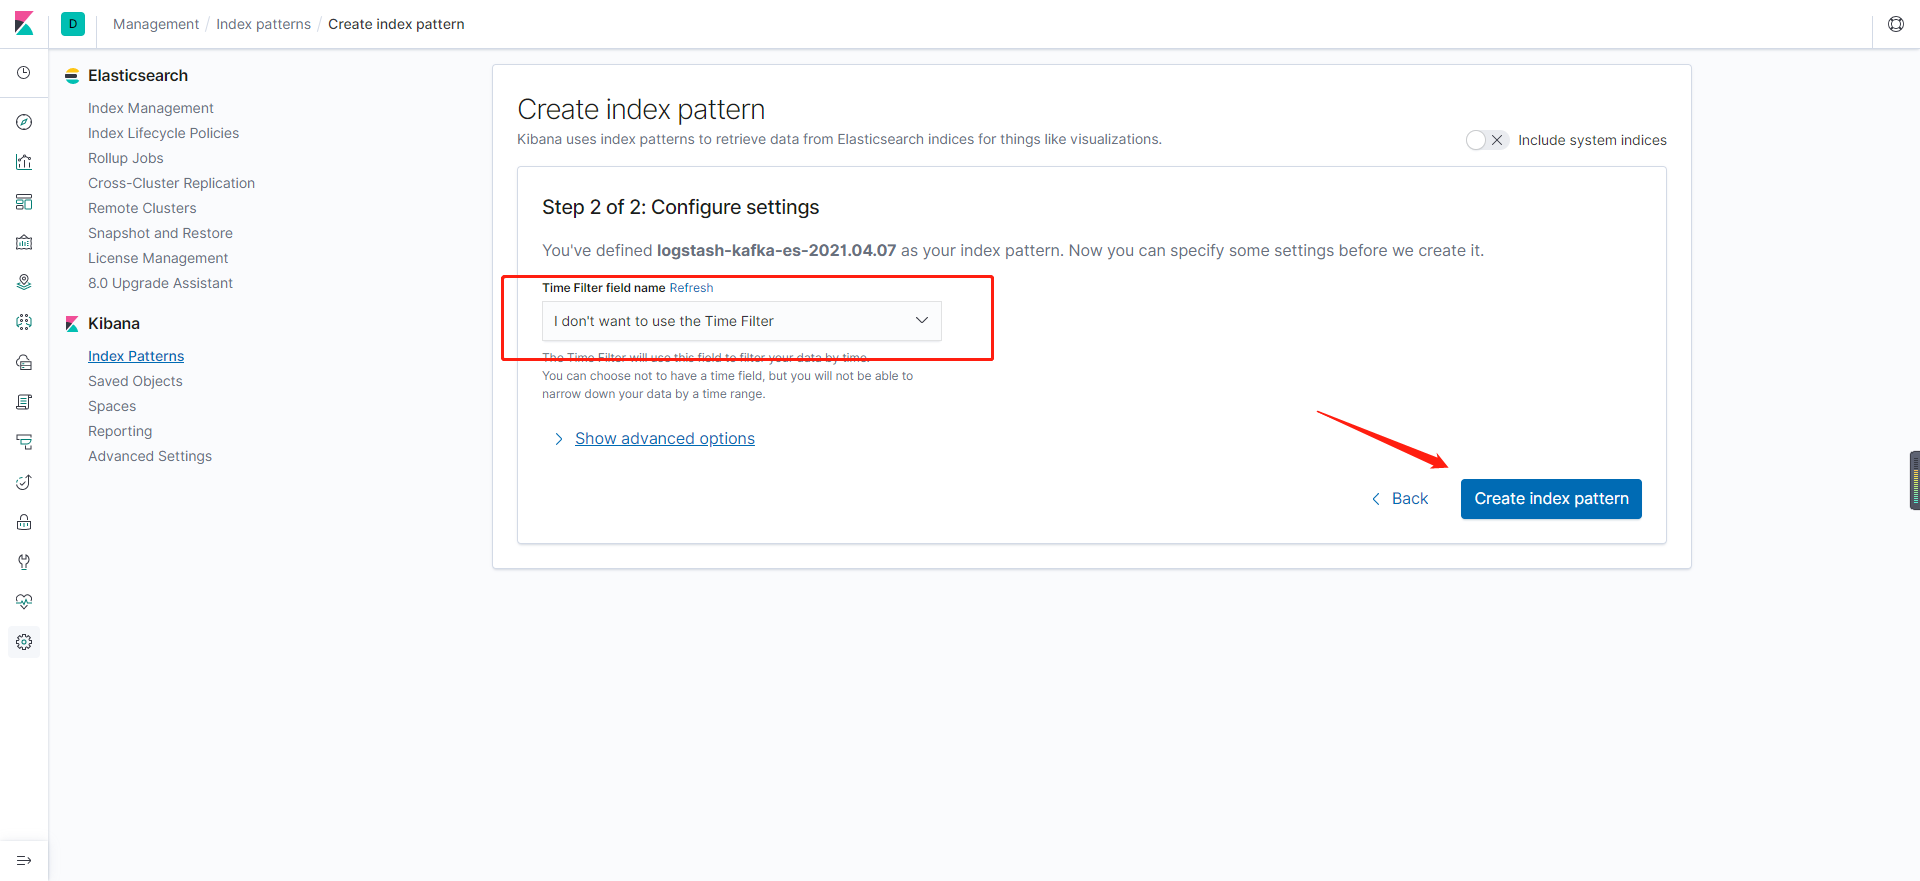 D Management / Index patterns / Create index pattern
Elasticsearch
Index Management
Index Lifecycle Policies
Rollup Jobs
Cross-Cluster Replication
Remote Clusters
Snapshot and Restore
License Management
8.0 Upgrade Assistant
Kibana
Index Patterns
Saved Objects
Spaces
Reporting
Advanced Settings
Create index pattern
Kibana uses index patterns to retrieve data from Elasticsearch indices for things like visualizations.
Include system indices
Step 2 of 2: Configure settings
You've defined logstash-kafka-es-2021.04.07 as your index pattern. Now you can specify some settings before we create it.
Time Filter field name Refresh
I don't want to use the Time Filter
The Time Filter will use this field to filter your data by time.
You can choose not to have a time field, but you will not be able to
narrow down your data by a time range.
Show advanced options
Back
Create index pattern